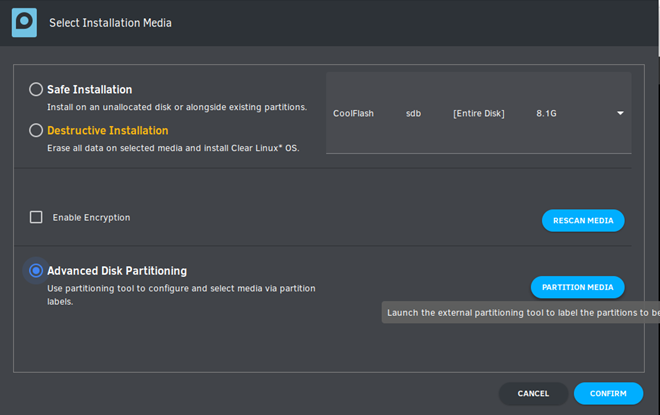 Select Installation Media
Safe Installation
Install on an unallocated disk or alongside existing partitions.
CoolFlash sdb [Entire Disk] 8.1G
Destructive Installation
Erase all data on selected media and install Clear Linux* OS.
Enable Encryption
RESCAN MEDIA
Advanced Disk Partitioning
Use partitioning tool to configure and select media via partition
labels.
PARTITION MEDIA
Launch the external partitioning tool to label the partitions to be
CANCEL
CONFIRM